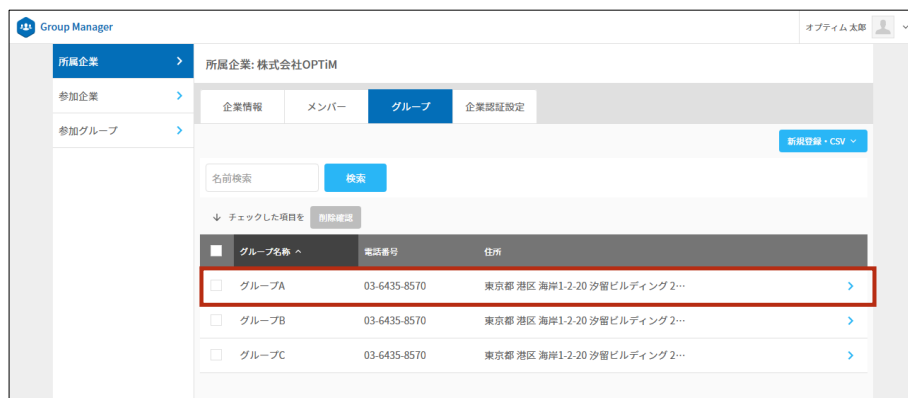 Group Manager
オプティム 太郎
所属企業
参加企業
参加グループ
所属企業: 株式会社OPTiM
企業情報 メンバー グループ 企業認証設定
新規登録・CSV
名前検索 検索
↓ チェックした項目を 削除確認
グループ名称 電話番号 住所
グループA 03-6435-8570 東京都 港区 海岸1-2-20 汐留ビルディング 2…
グループB 03-6435-8570 東京都 港区 海岸1-2-20 汐留ビルディング 2…
グループC 03-6435-8570 東京都 港区 海岸1-2-20 汐留ビルディング 2…